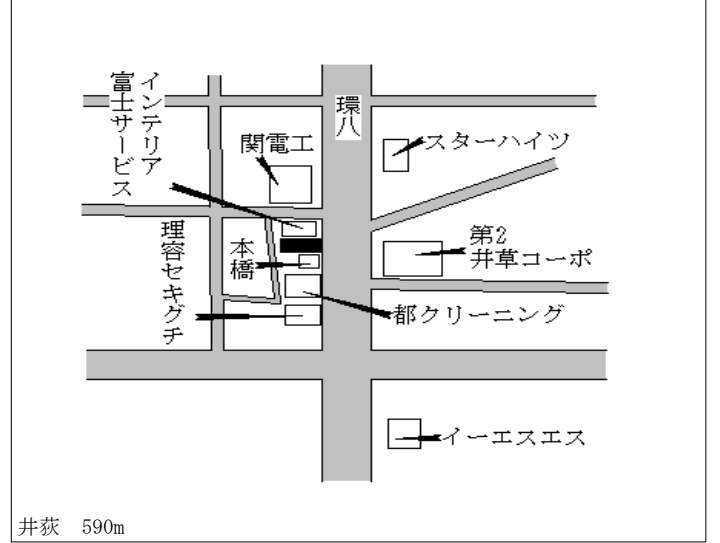 インテリア
富士サービス
環八
関電工
スターハイツ
理容セキグチ
本橋
第2
井草コーポ
都クリーニング
イーエスエス
井荻　590m